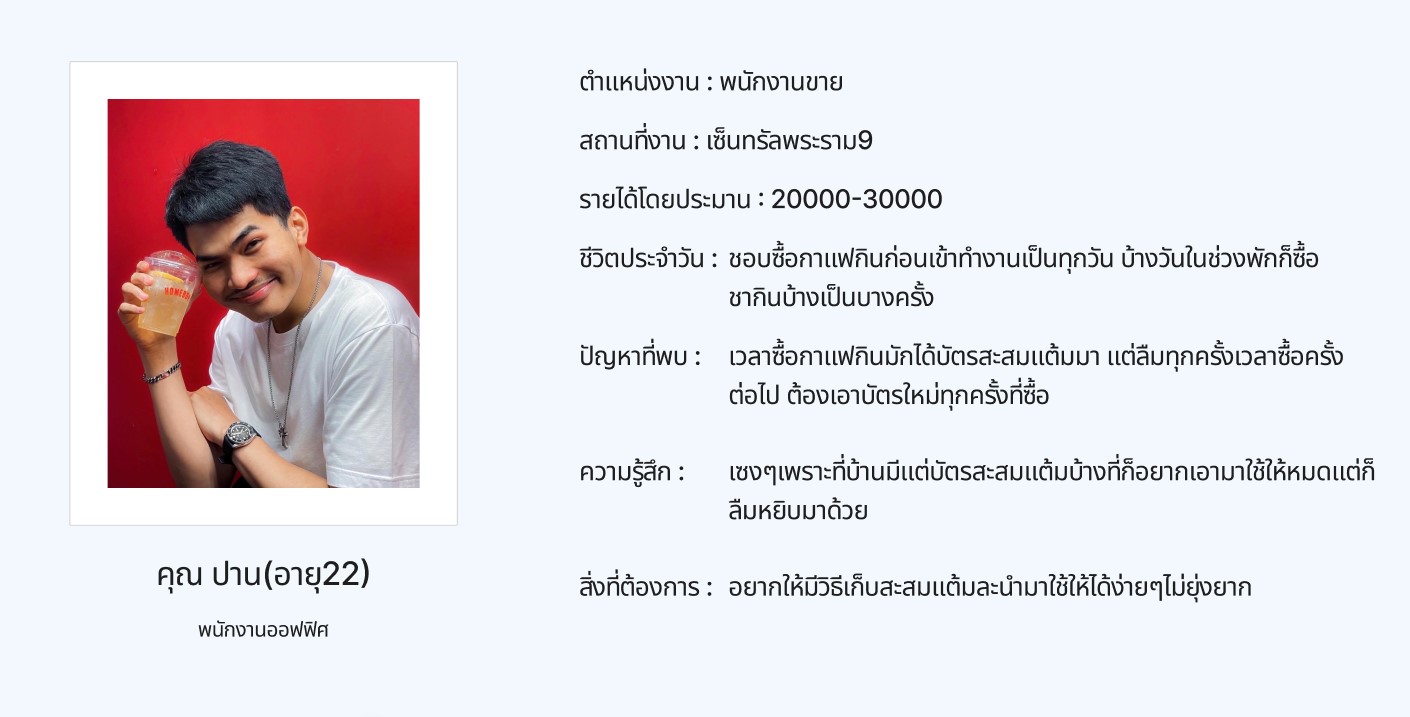 ตำแหน่งงาน : พนักงานขาย
สถานที่งาน : เซ็นทรัลพระราม9
รายได้โดยประมาน : 20000-30000
ชีวิตประจำวัน : ชอบซื้อกาแฟกินก่อนเข้าทำงานเป็นทุกวัน บ้างวันในช่วงพักก็ซื้อ
ชากินบ้างเป็นบางครั้ง
ปัญหาที่พบ : เวลาซื้อกาแฟกินมักได้บัตรสะสมแต้มมา แต่ลืมทุกครั้งเวลาซื้อครั้ง
ต่อไป ต้องเอาบัตรใหม่ทุกครั้งที่ซื้อ
ความรู้สึก : เซงๆเพราะที่บ้านมีแต่บัตรสะสมแต้มบ้างที่ก็อยากเอามาใช้ให้หมดแต่ก็
ลืมหยิบมาด้วย
สิ่งที่ต้องการ : อยากให้มีวิธีเก็บสะสมแต้มละนำมาใช้ให้ได้ง่ายๆไม่ยุ่งยาก
คุณ ปาน(อายุ22)
พนักงานออฟฟิศ